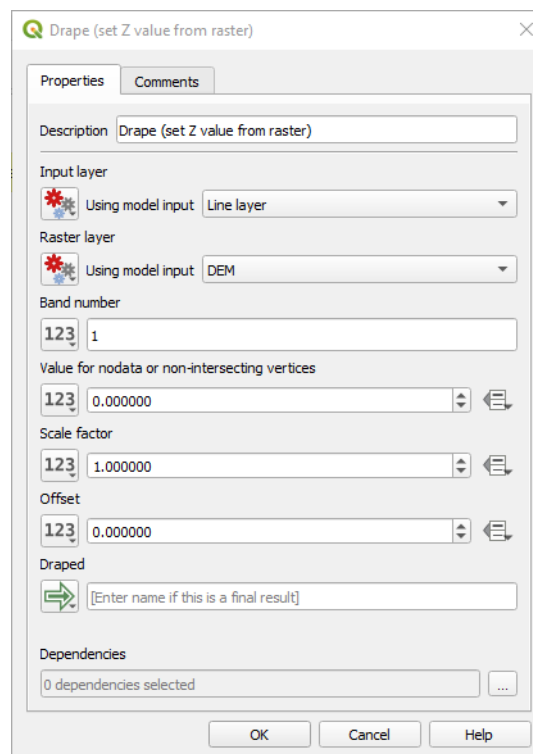 Drape (set Z value from raster)
Properties
Comments
Description Drape (set Z value from raster)
Input layer
Using model input Line layer
Raster layer
Using model input DEM
Band number
123 1
Value for nodata or non-intersecting vertices
123 0.000000
Scale factor
123 1.000000
Offset
123 0.000000
Draped
[Enter name if this is a final result]
Dependencies
0 dependencies selected ...
OK Cancel Help